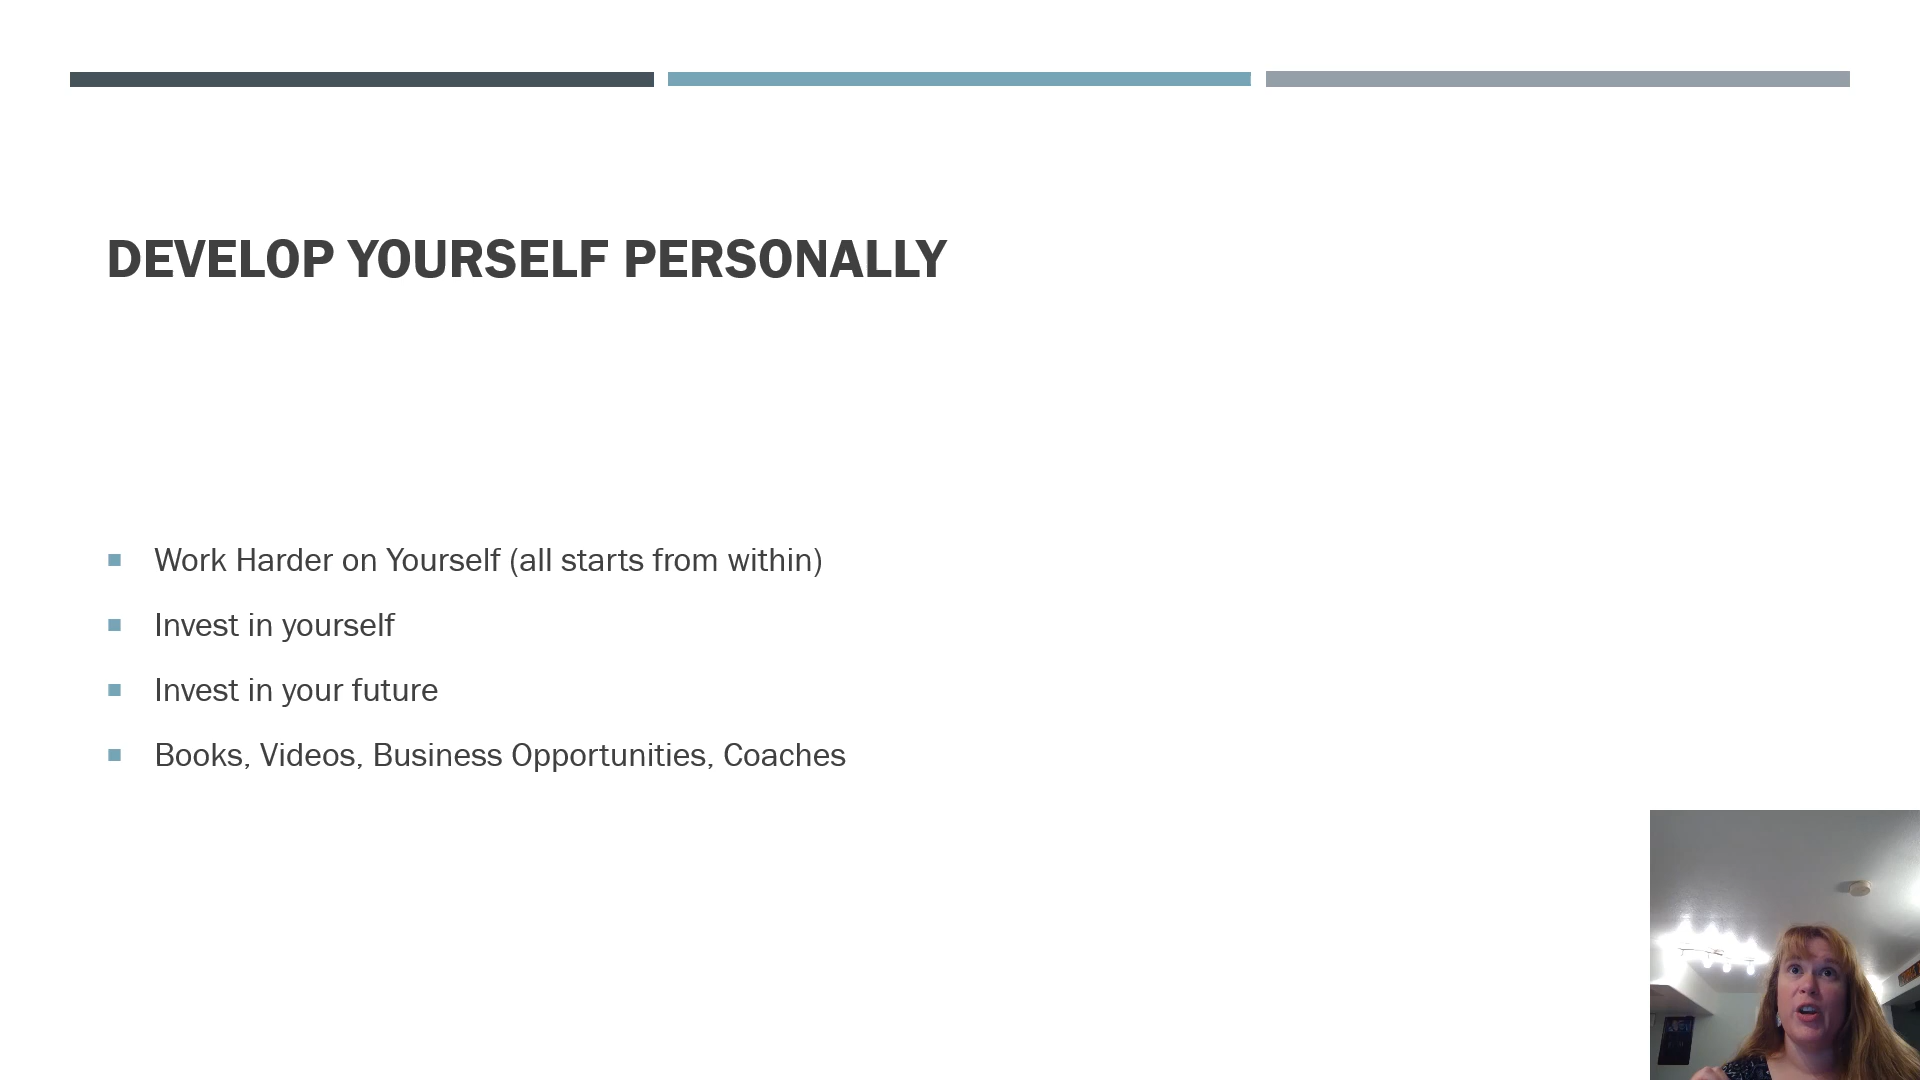 DEVELOP YOURSELF PERSONALLY
Work Harder on Yourself (all starts from within)
Invest in yourself
Invest in your future
Books, Videos, Business Opportunities, Coaches